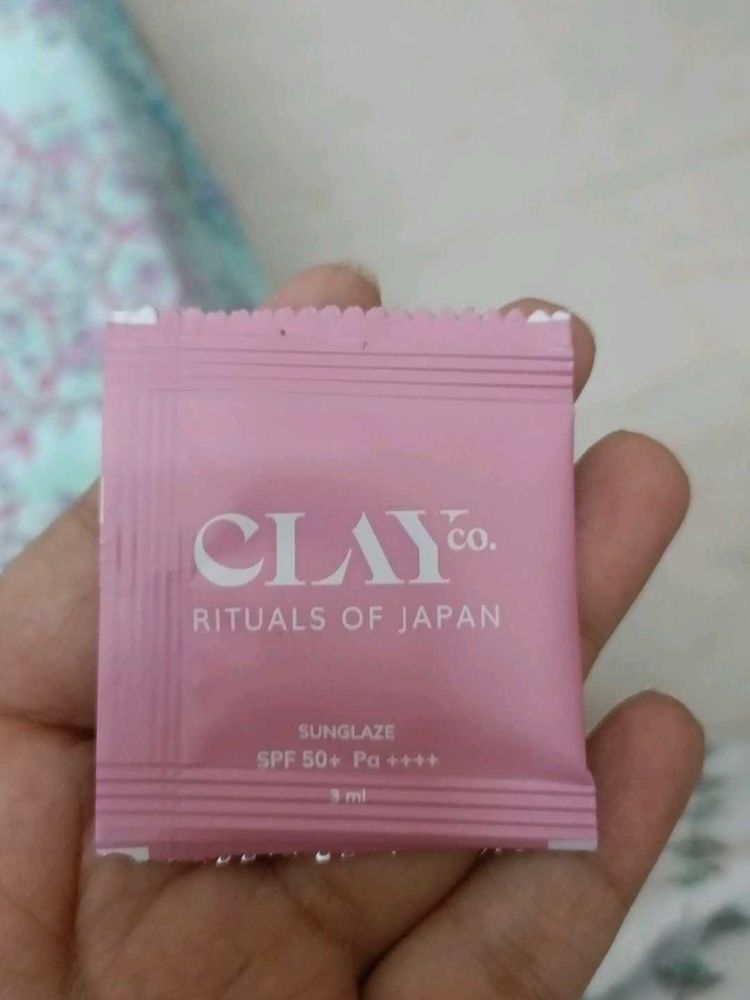 CLAY co.
RITUALS OF JAPAN
SUNGLAZE
SPF 50+ Pa ++++
3 ml